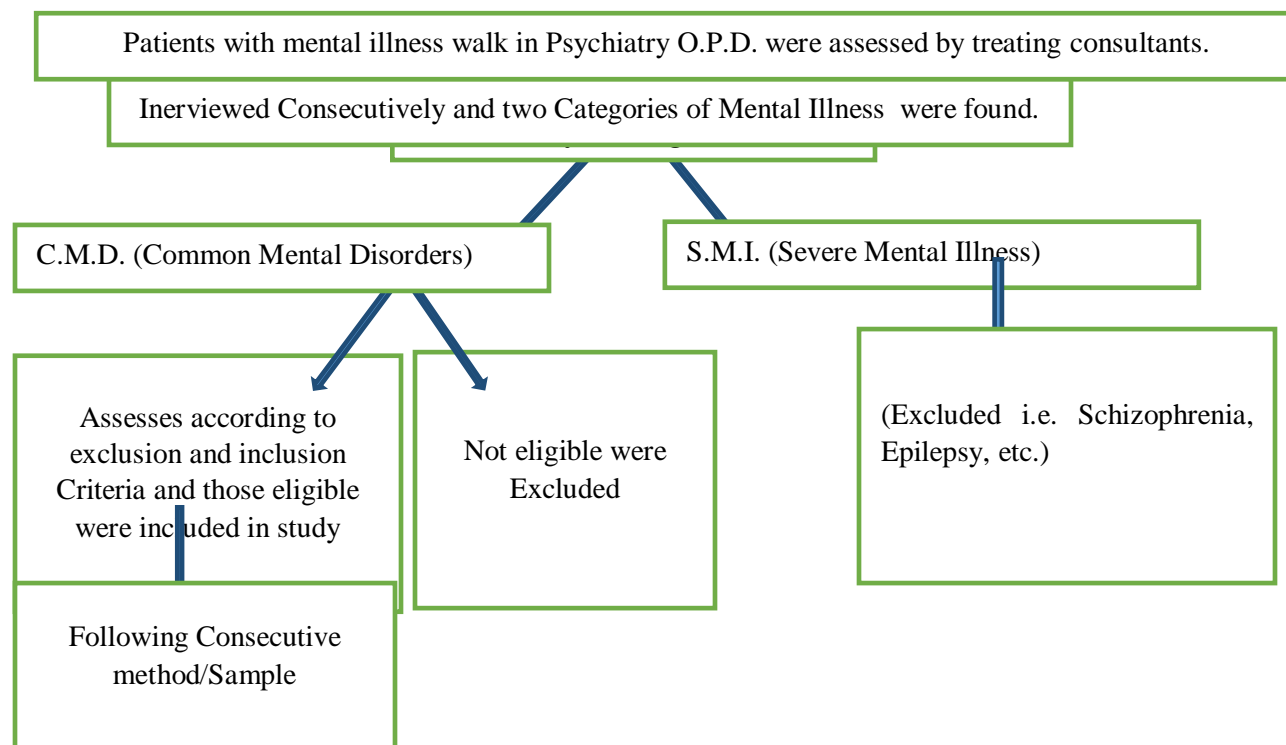 Patients with mental illness walk in Psychiatry O.P.D. were assessed by treating consultants.
Inerviewed Consecutively and two Categories of Mental Illness were found.
C.M.D. (Common Mental Disorders)
S.M.I. (Severe Mental Illness)
Assesses according to
exclusion and inclusion
Criteria and those eligible
were included in study
Not eligible were
Excluded
(Excluded i.e. Schizophrenia,
Epilepsy, etc.)
Following Consecutive
method/Sample